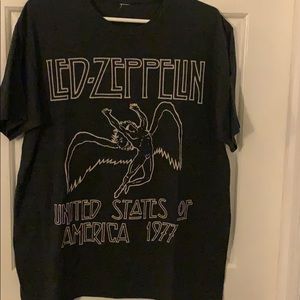 LED-ZEPPELIN
UNITED STATES OF
AMERICA 1977